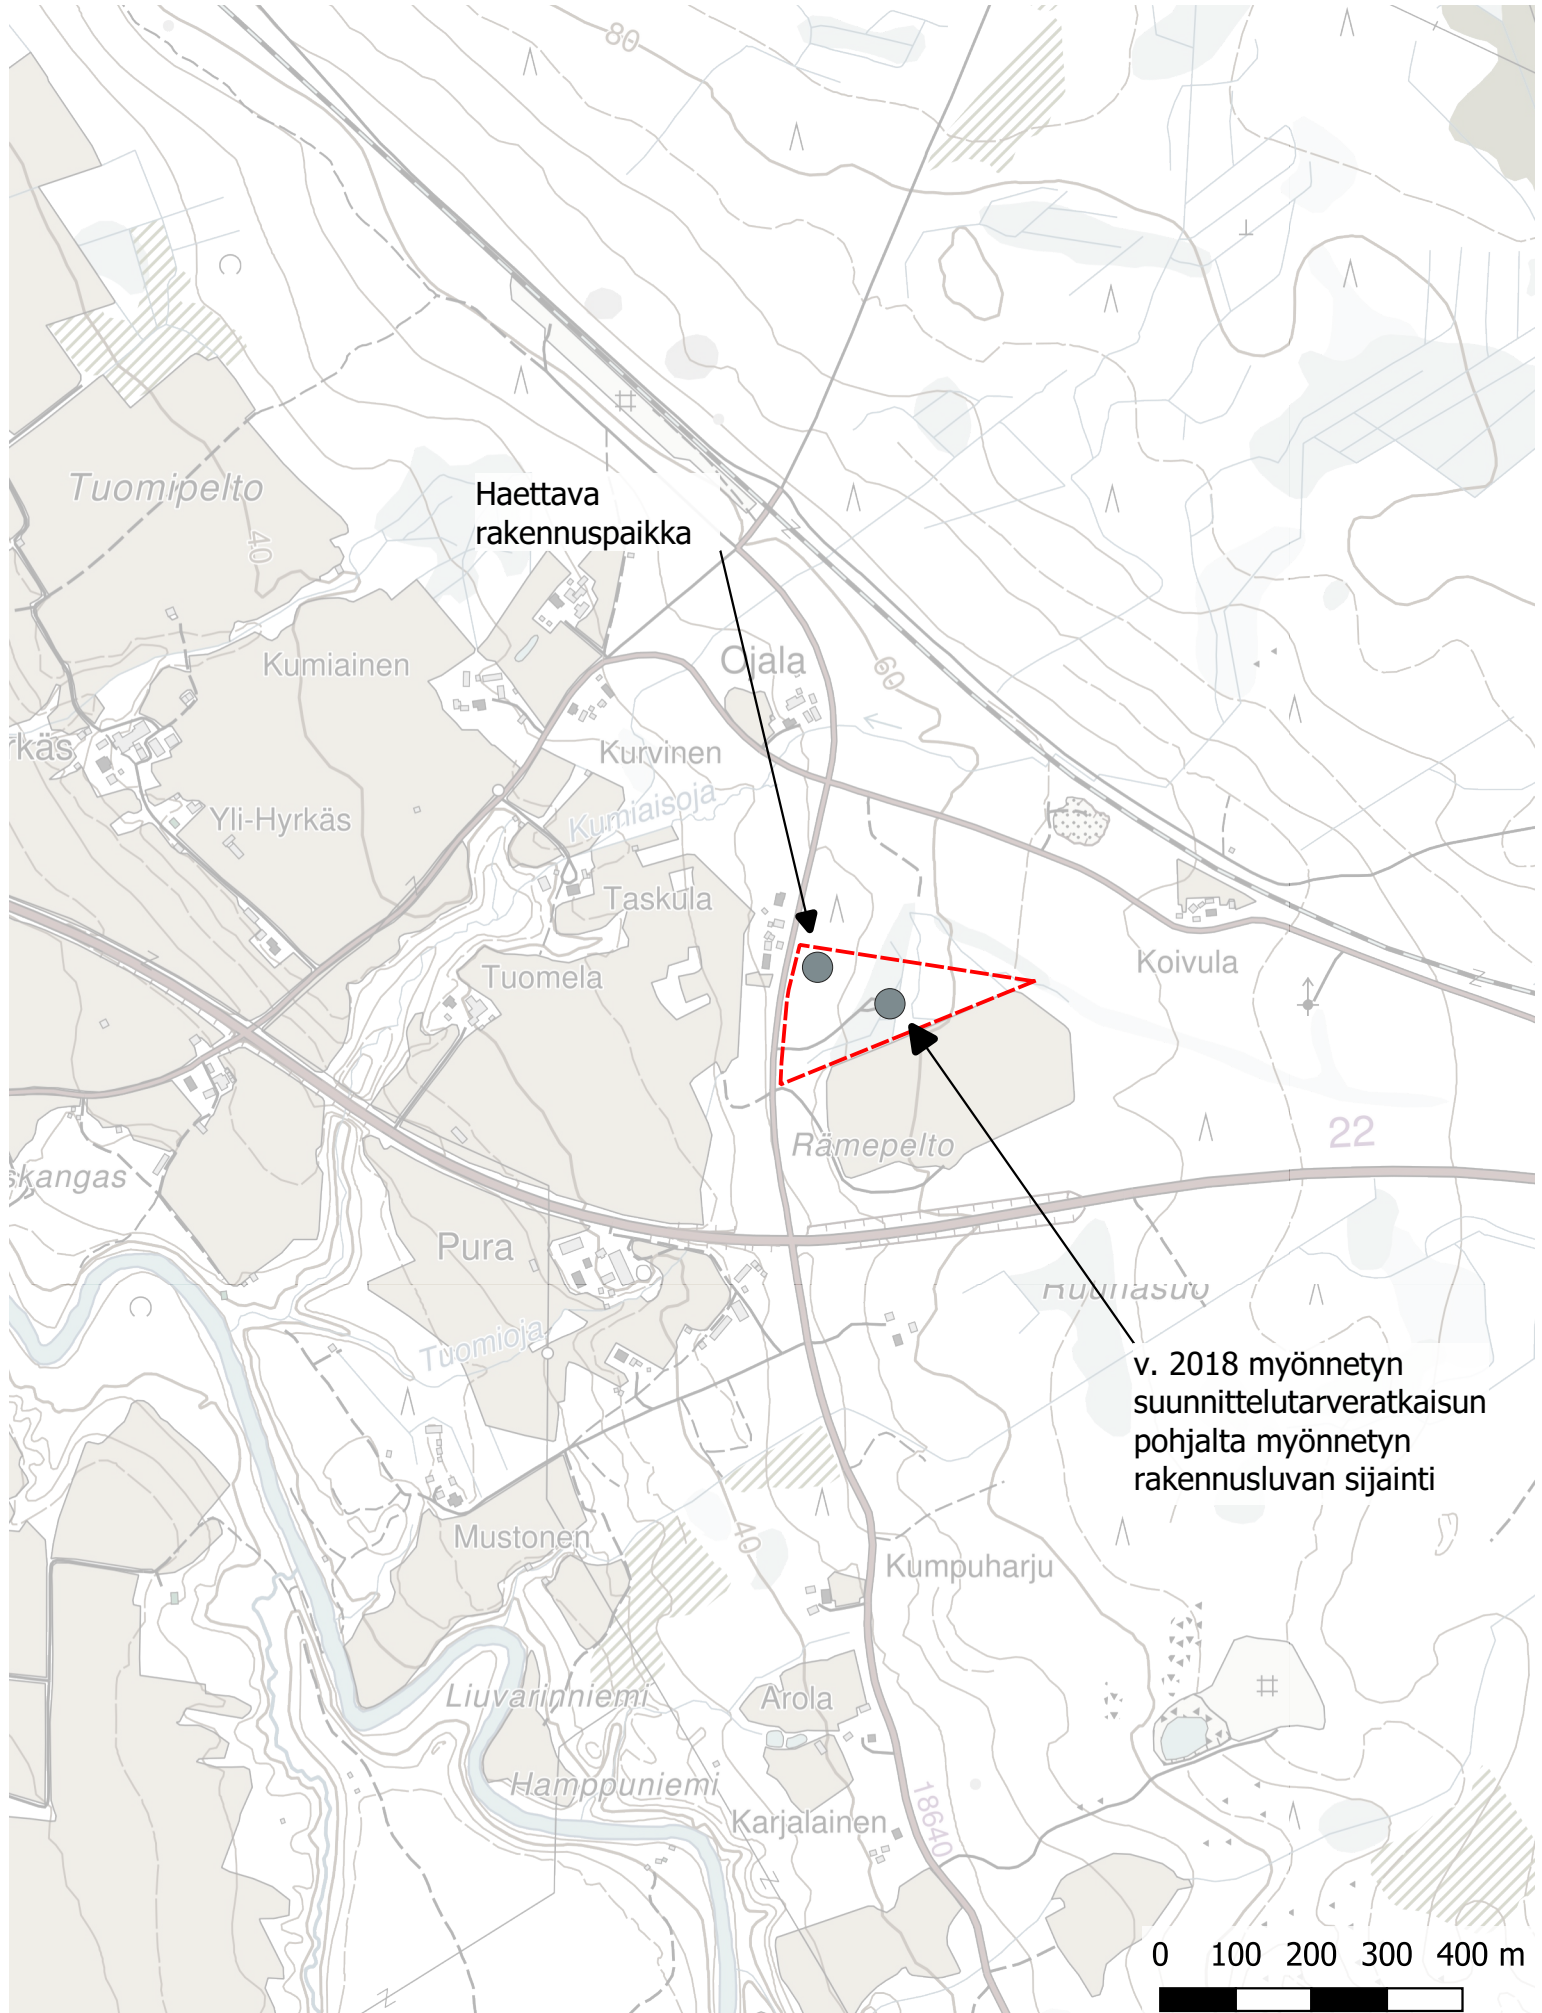 80
Tuomipelto
40
Haettava
rakennuspaikka
Kumiainen
Ojala
60
rkäs
Kurvinen
Yli-Hyrkäs
Kumiaisoja
Taskula
Koivula
Tuomela
22
Rämepelto
skangas
Pura
Ruunasuo
Tuomioja
v. 2018 myönnetyn
suunnittelutarveratkaisun
pohjalta myönnetyn
rakennusluvan sijainti
Mustonen
40
Kumpuharju
Liuvarinniemi
Arola
Hamppuniemi
18640
Karjalainen
0 100 200 300 400 m